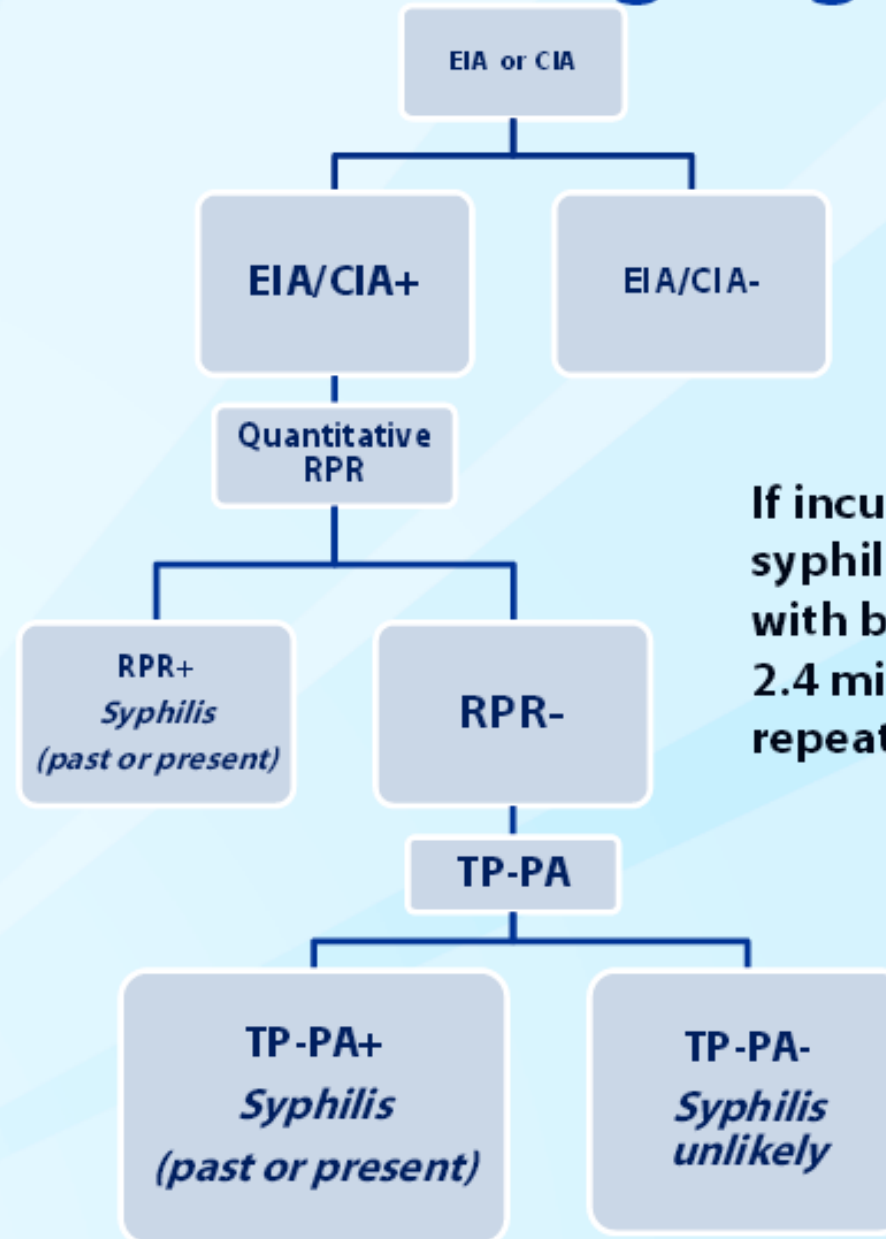 EIA or CIA
EIA/CIA+
EIA/CIA-
Quantitative
RPR
If
syphil
with b
2.4 mi
repeat
RPR+
Syphilis
(past or present)
RPR-
TP-PA
TP-PA+
Syphilis
(past or present)
TP-PA-
Syphilis
unlikely